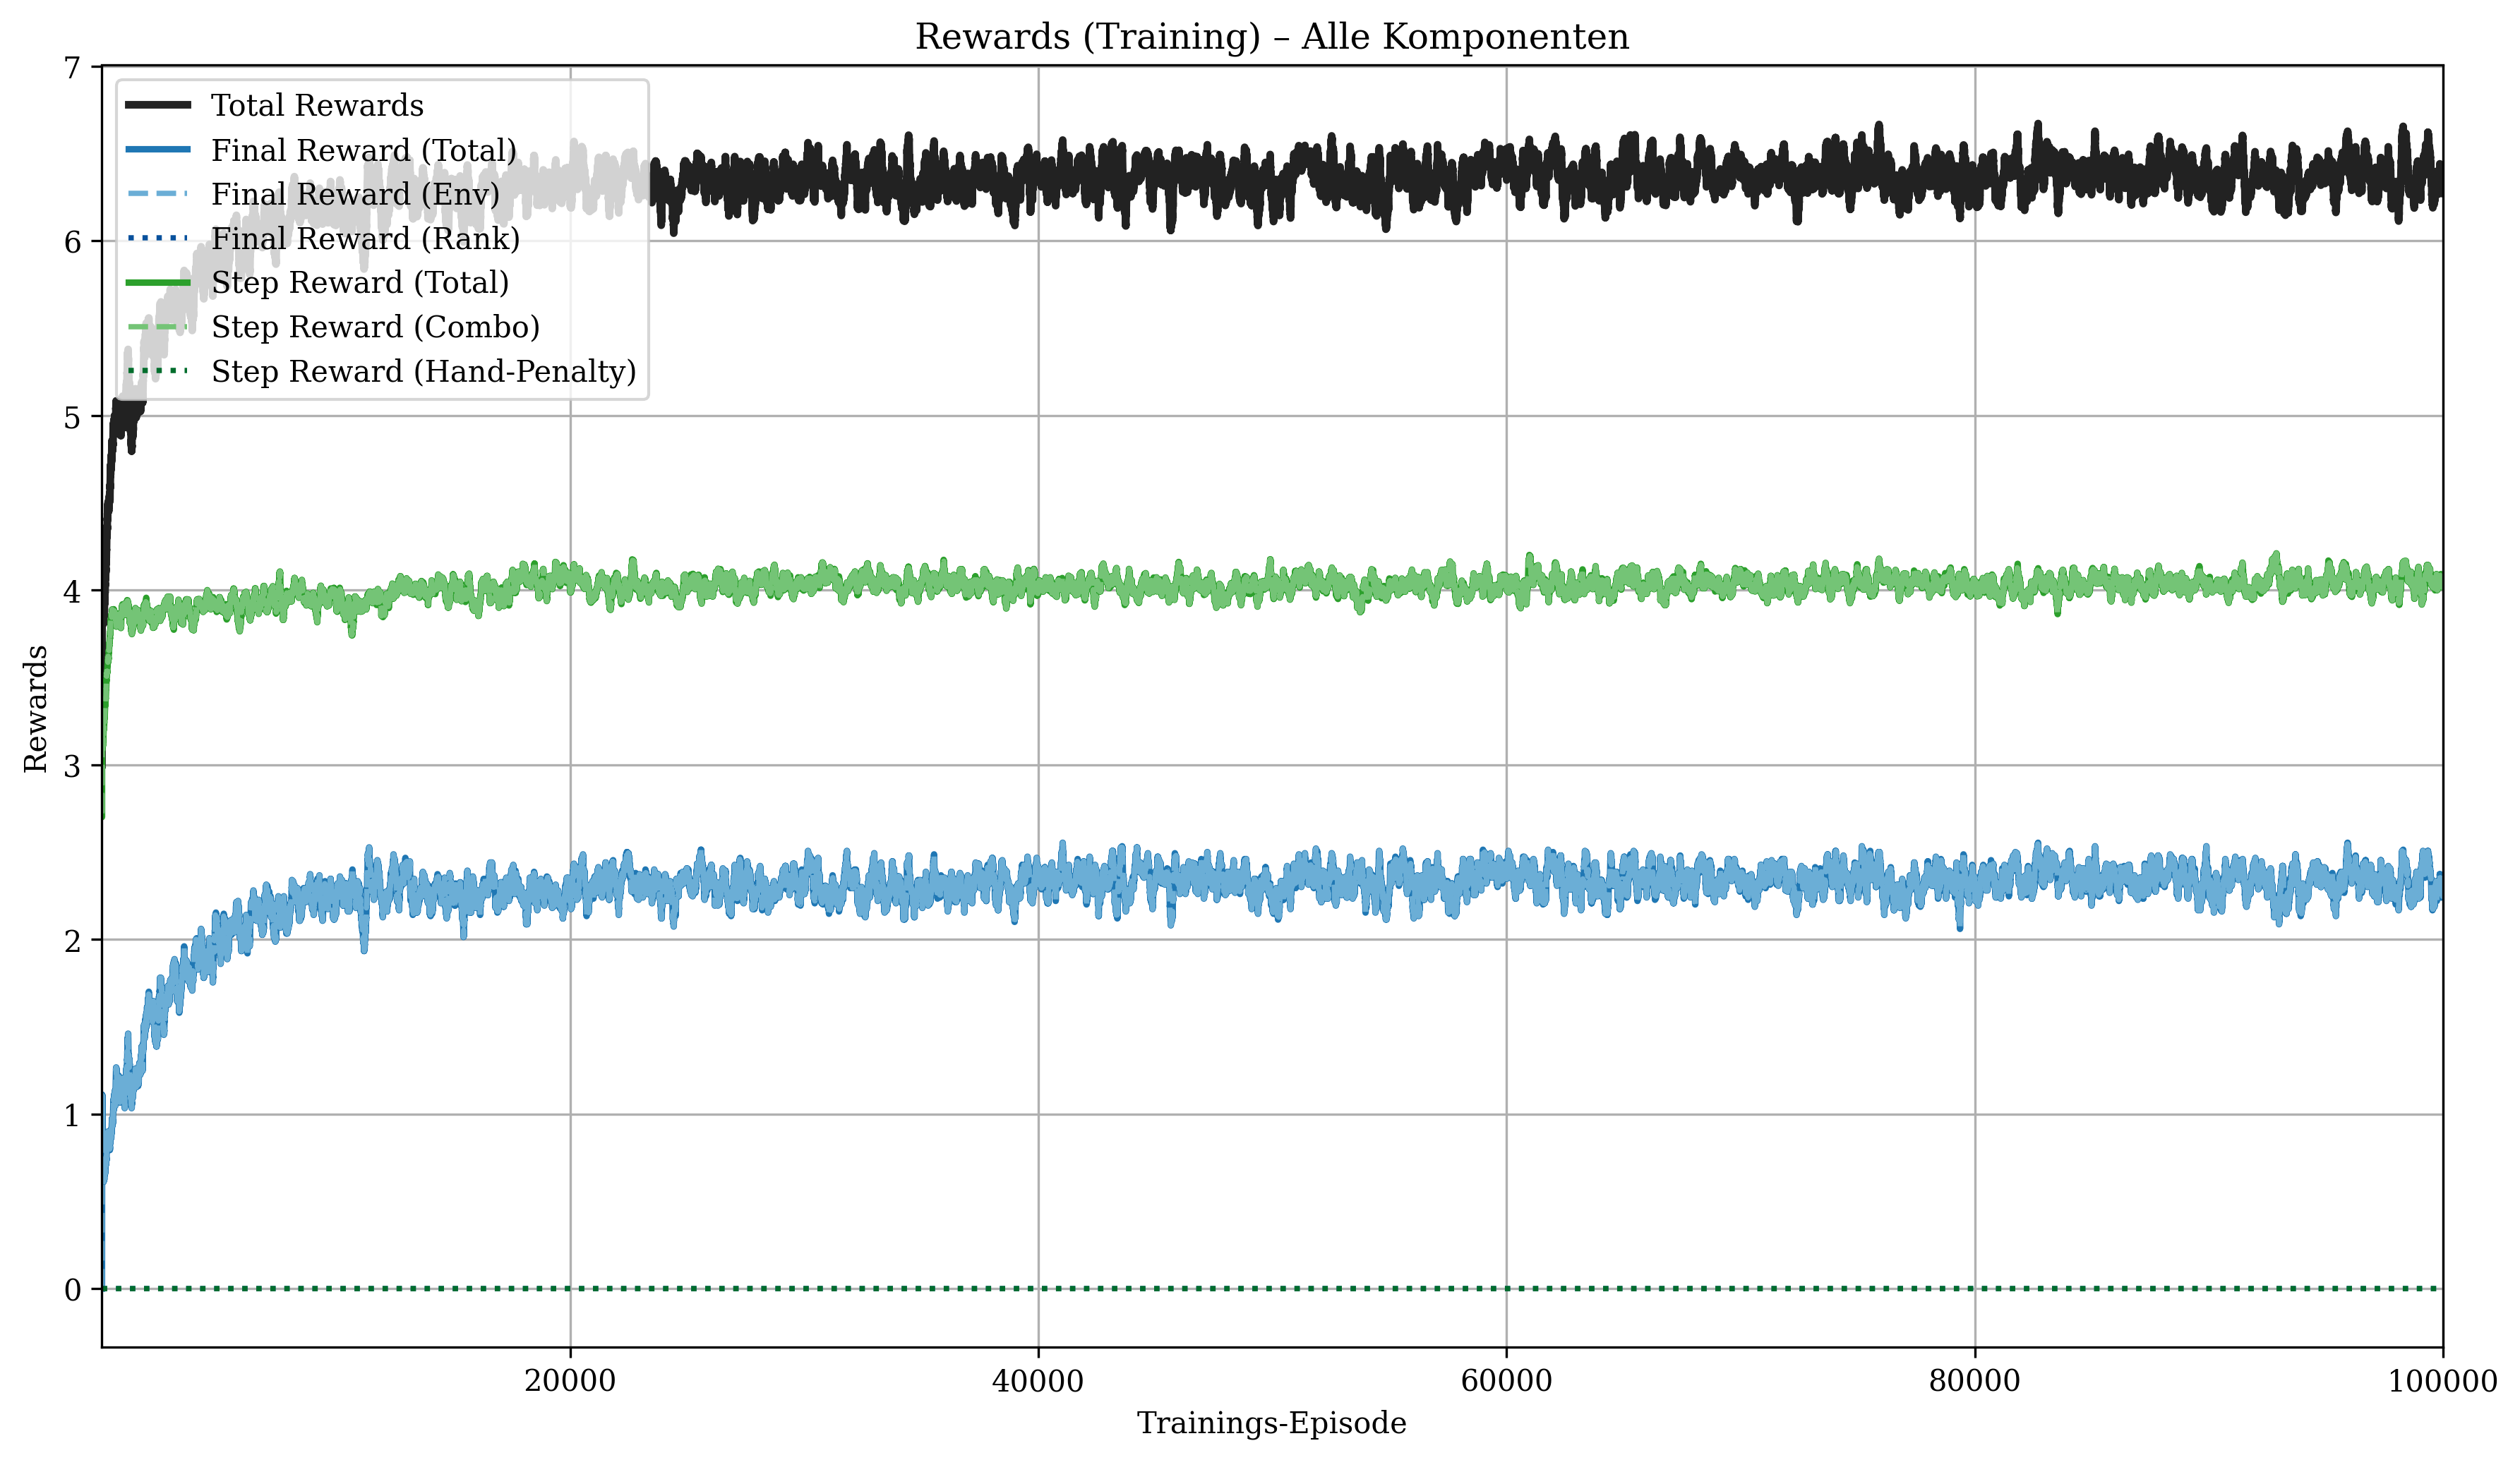 Rewards (Training) – Alle Komponenten
7
6
5
4
3
2
1
0
Rewards
Total Rewards
Final Reward (Total)
Final Reward (Env)
Final Reward (Rank)
Step Reward (Total)
Step Reward (Combo)
Step Reward (Hand-Penalty)
20000
40000
60000
80000
100000
Trainings-Episode